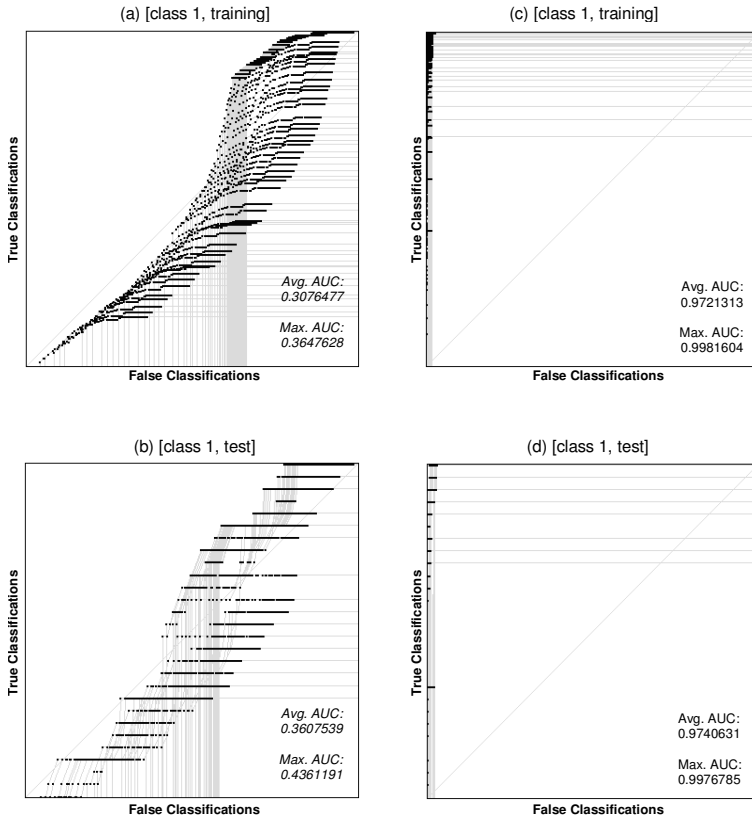 (a) [class 1, training]
True Classifications
Avg. AUC:
0.3076477
Max. AUC:
0.3647628
False Classifications
(c) [class 1, training]
True Classifications
Avg. AUC:
0.9721313
Max. AUC:
0.9981604
False Classifications
(b) [class 1, test]
True Classifications
Avg. AUC:
0.3607539
Max. AUC:
0.4361191
False Classifications
(d) [class 1, test]
True Classifications
Avg. AUC:
0.9740631
Max. AUC:
0.9976785
False Classifications